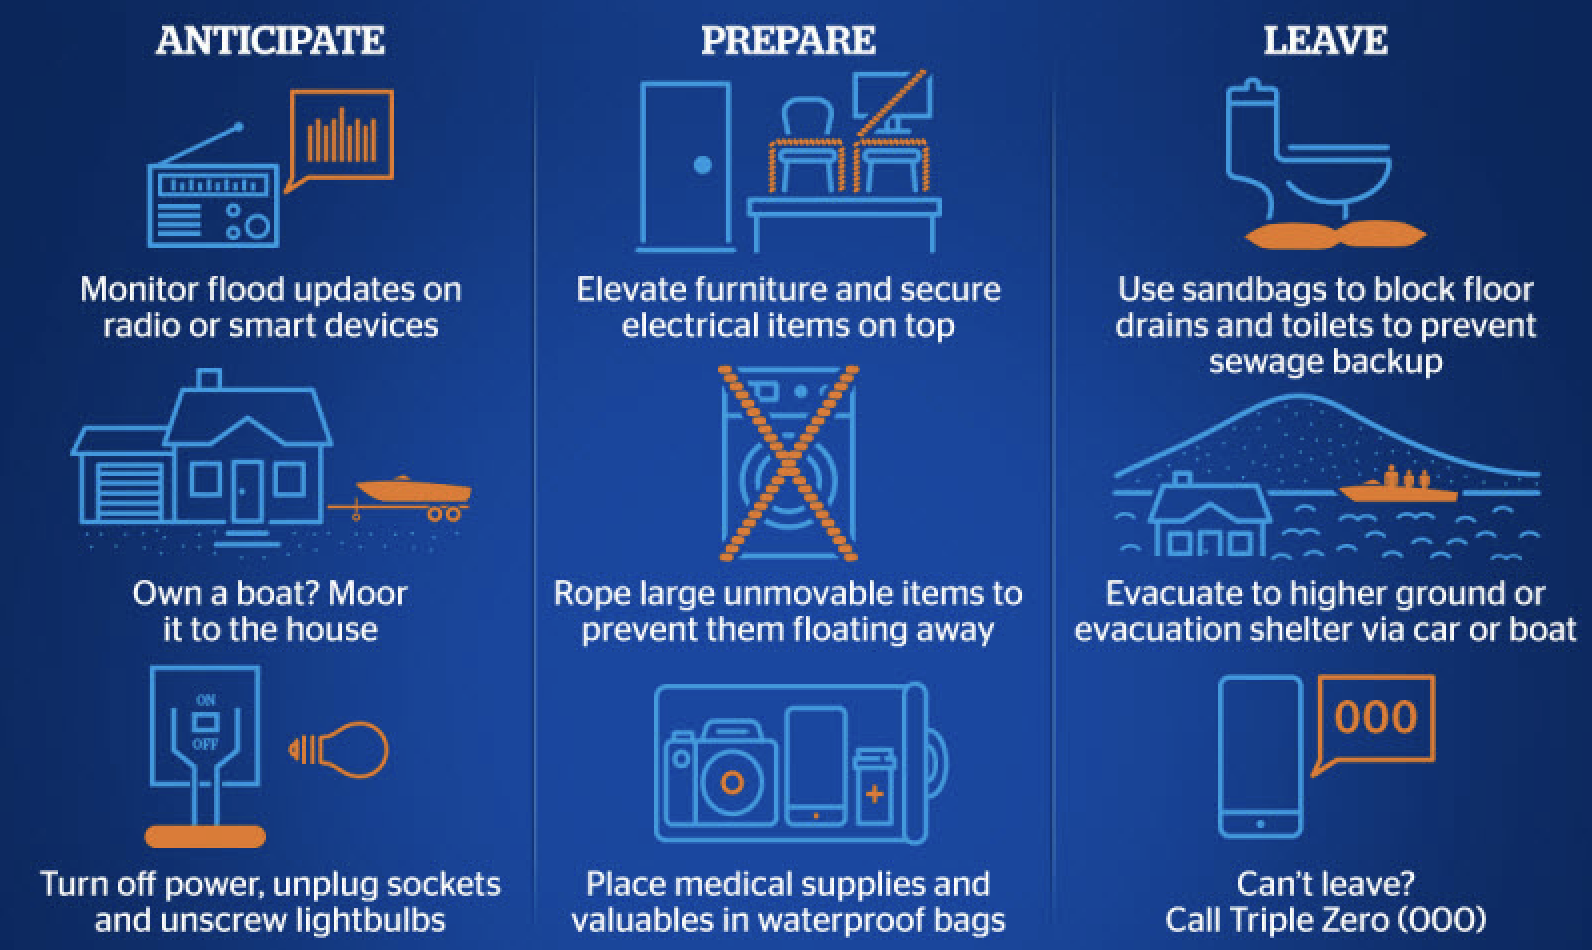 ANTICIPATE
Monitor flood updates on
radio or smart devices
Own a boat? Moor
it to the house
ON
OFF
Turn off power, unplug sockets
and unscrew lightbulbs
PREPARE
Elevate furniture and secure
electrical items on top
Rope large unmovable items to
prevent them floating away
Place medical supplies and
valuables in waterproof bags
LEAVE
Use sandbags to block floor
drains and toilets to prevent
sewage backup
Evacuate to higher ground or
evacuation shelter via car or boat
000
Can't leave?
Call Triple Zero (000)